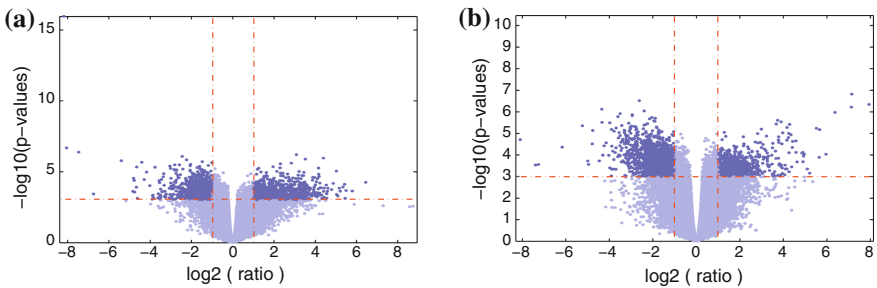 (a)
15
10
5
0
−log10(p−values)
−8 −6 −4 −2 0 2 4 6 8
log2 ( ratio )
(b)
10
9
8
7
6
5
4
3
2
1
0
−log10(p−values)
−8 −6 −4 −2 0 2 4 6 8
log2 ( ratio )